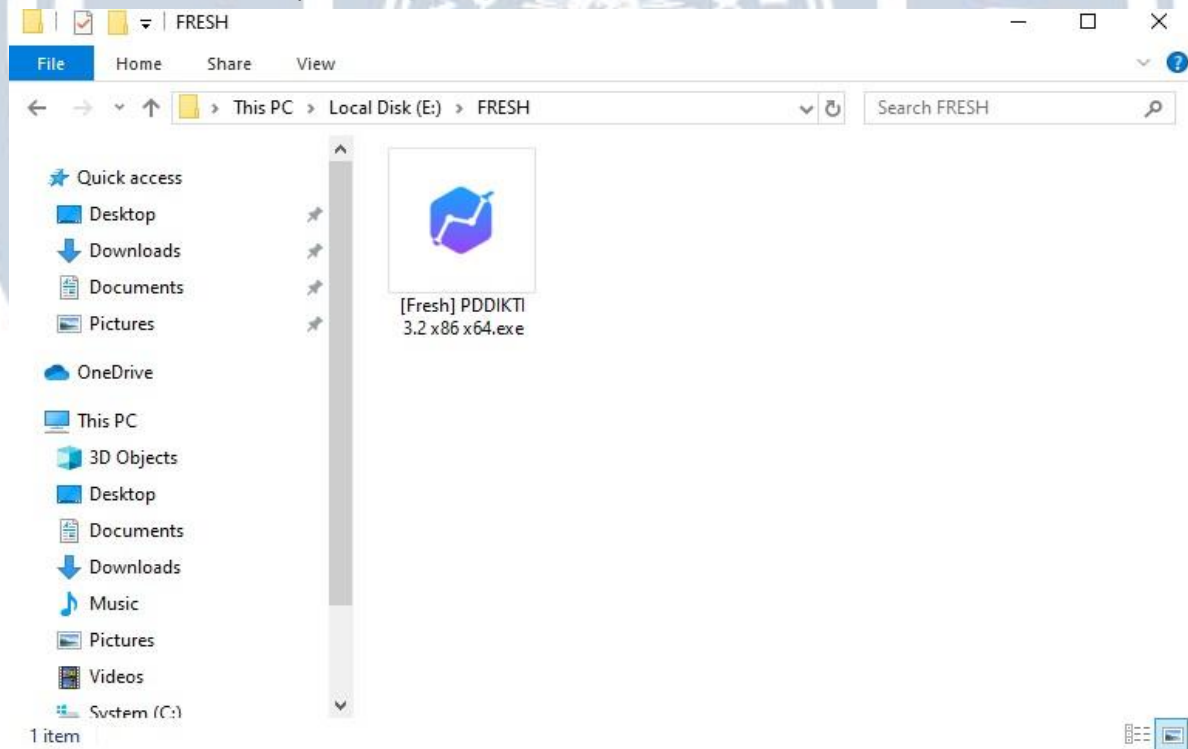 FRESH
File Home Share View
This PC > Local Disk (E:) > FRESH
Search FRESH
Quick access
Desktop
Downloads
Documents
Pictures
OneDrive
This PC
3D Objects
Desktop
Documents
Downloads
Music
Pictures
Videos
System (C:)
[Fresh] PDDIKTI
3.2 x86 x64.exe
1 item